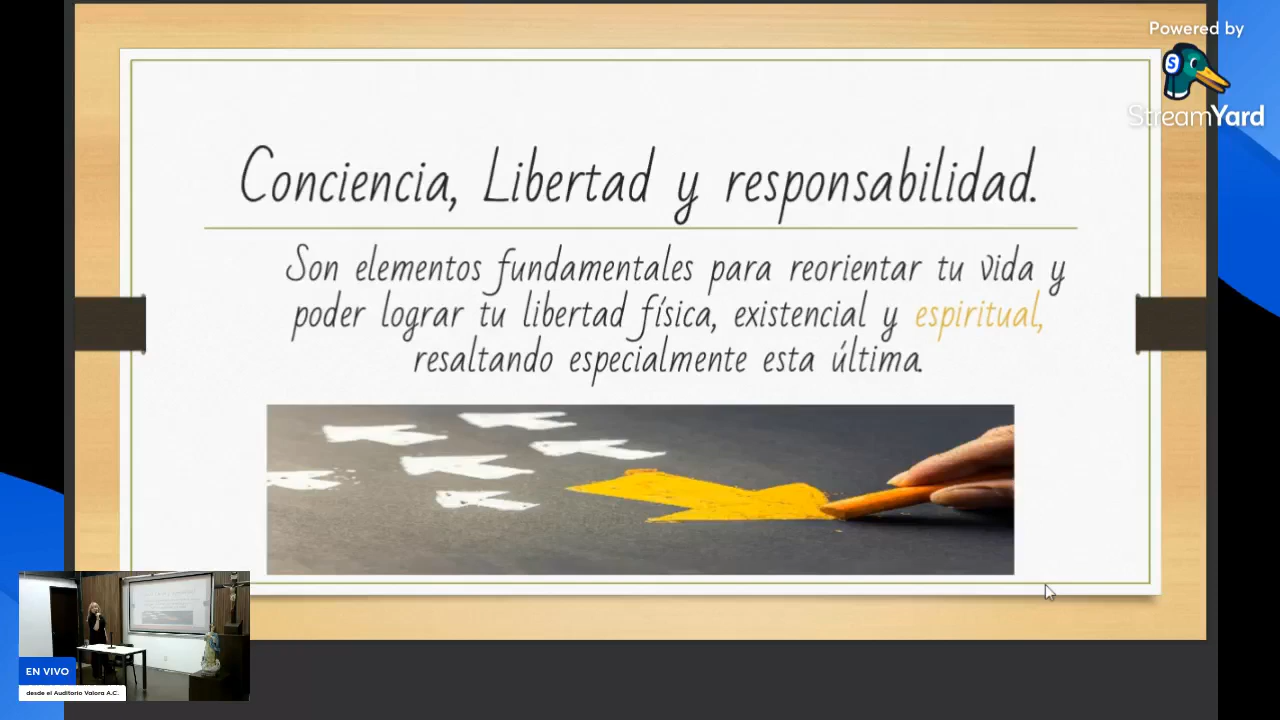 Powered by
StreamYard
Conciencia, Libertad y responsabilidad.
Son elementos fundamentales para reorientar tu vida y
poder lograr tu libertad física, existencial y espiritual,
resaltando especialmente esta última.
EN VIVO
desde el Auditorio Valora A.C.